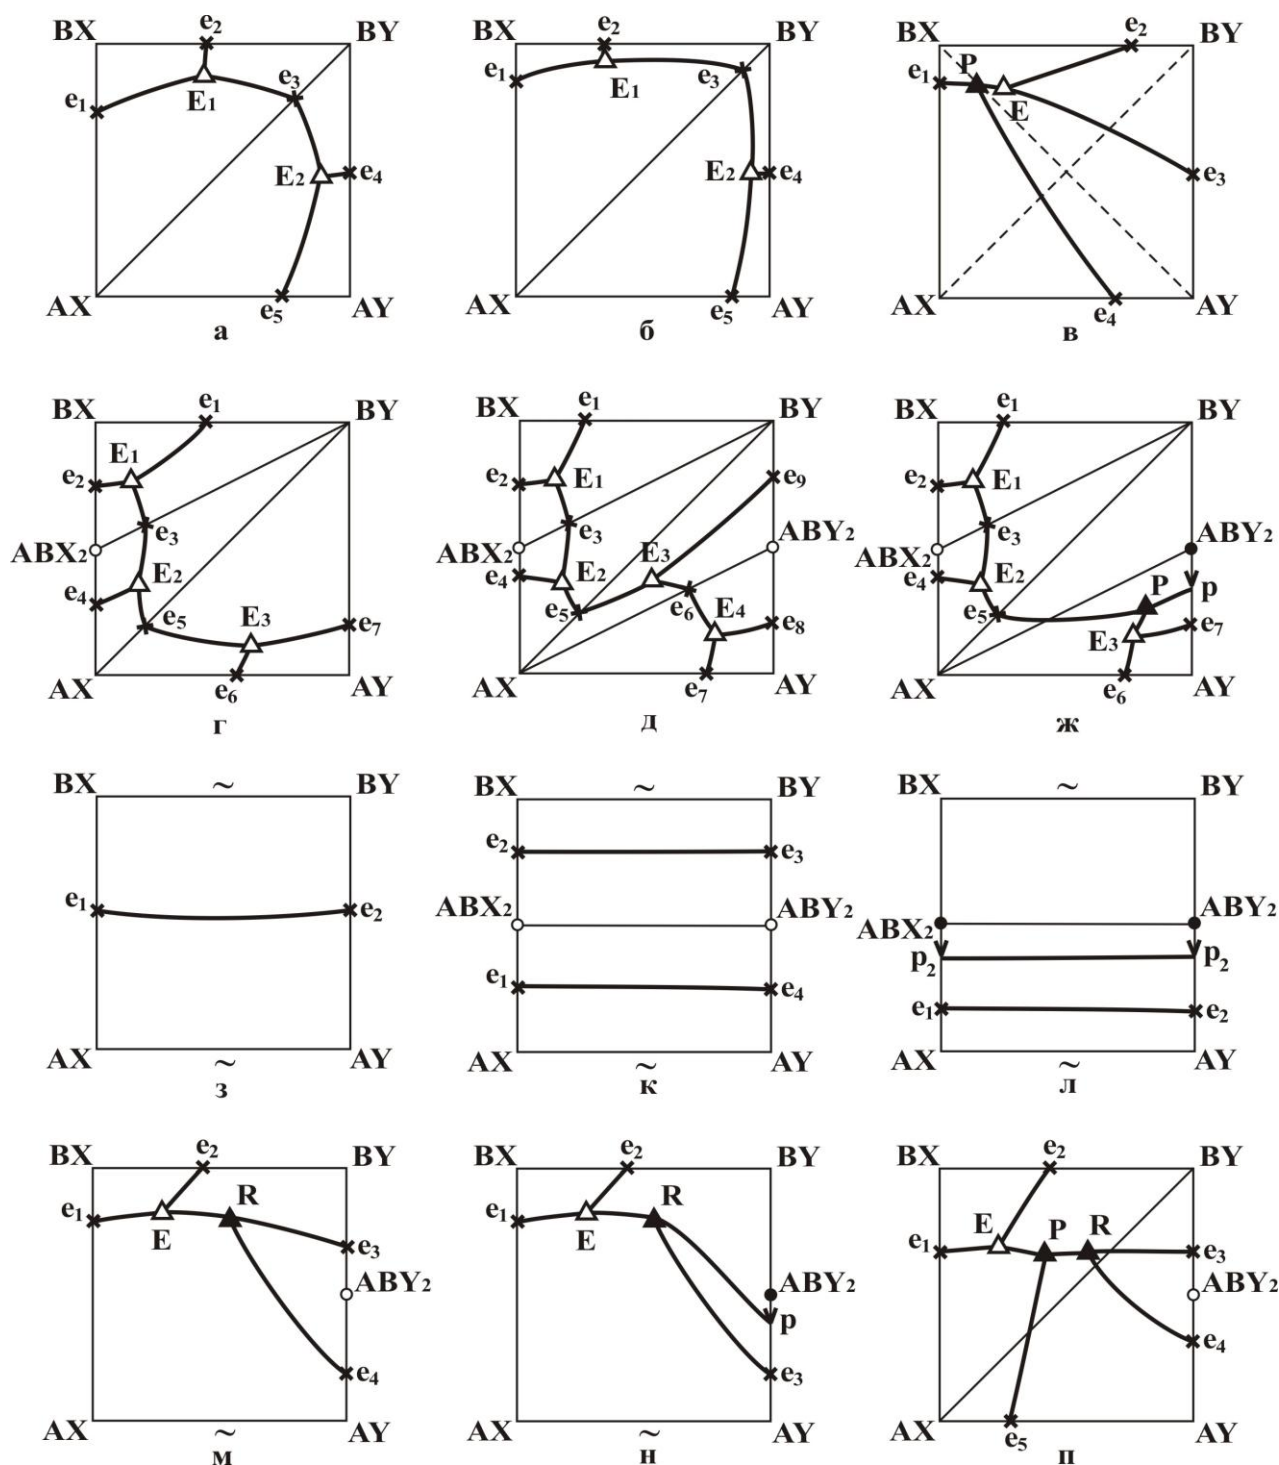 BX e2 BY
e1 E1 e3
E2 e4
AX e5 AY
а
BX e2 BY
e1 E1 e3
E2 e4
AX e5 AY
б
BX e2 BY
e1 P E
e3
AX e4 AY
в
BX e1 BY
e2 E1
ABX2 e3
e4 E2
e5 E3 e7
AX e6 AY
г
BX e1 BY
e2 E1 e9
ABX2 e3 ABY2
e4 E2 E3
e5 e6 E4 e8
AX e7 AY
д
BX e1 BY
e2 E1
ABX2 e3 ABY2
e4 E2 P p
e5 E3 e7
AX e6 AY
ж
BX ~ BY
e1 e2
AX ~ AY
з
BX ~ BY
e2 e3
ABX2 ABY2
e1 e4
AX ~ AY
к
BX ~ BY
ABX2 ABY2
p2 p2
e1 e2
AX ~ AY
л
BX e2 BY
e1 E R e3
ABY2
e4
AX ~ AY
м
BX e2 BY
e1 E R
ABY2
p
e3
AX ~ AY
н
BX e2 BY
e1 E P R e3
ABY2
e4
AX e5 AY
п